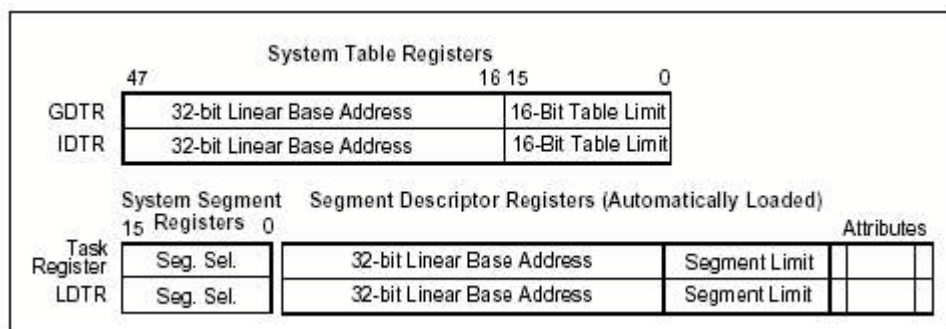 System Table Registers
47 16 15 0
GDTR 32-bit Linear Base Address 16-Bit Table Limit
IDTR 32-bit Linear Base Address 16-Bit Table Limit
System Segment Segment Descriptor Registers (Automatically Loaded)
15 Registers 0 Attributes
Task
Register Seg. Sel. 32-bit Linear Base Address Segment Limit
LDTR Seg. Sel. 32-bit Linear Base Address Segment Limit